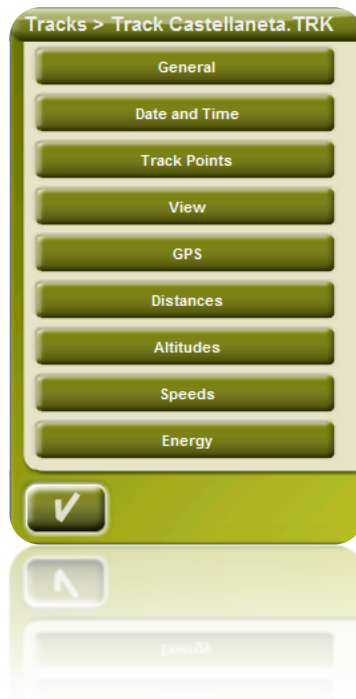 Tracks > Track Castellaneta.TRK
General
Date and Time
Track Points
View
GPS
Distances
Altitudes
Speeds
Energy